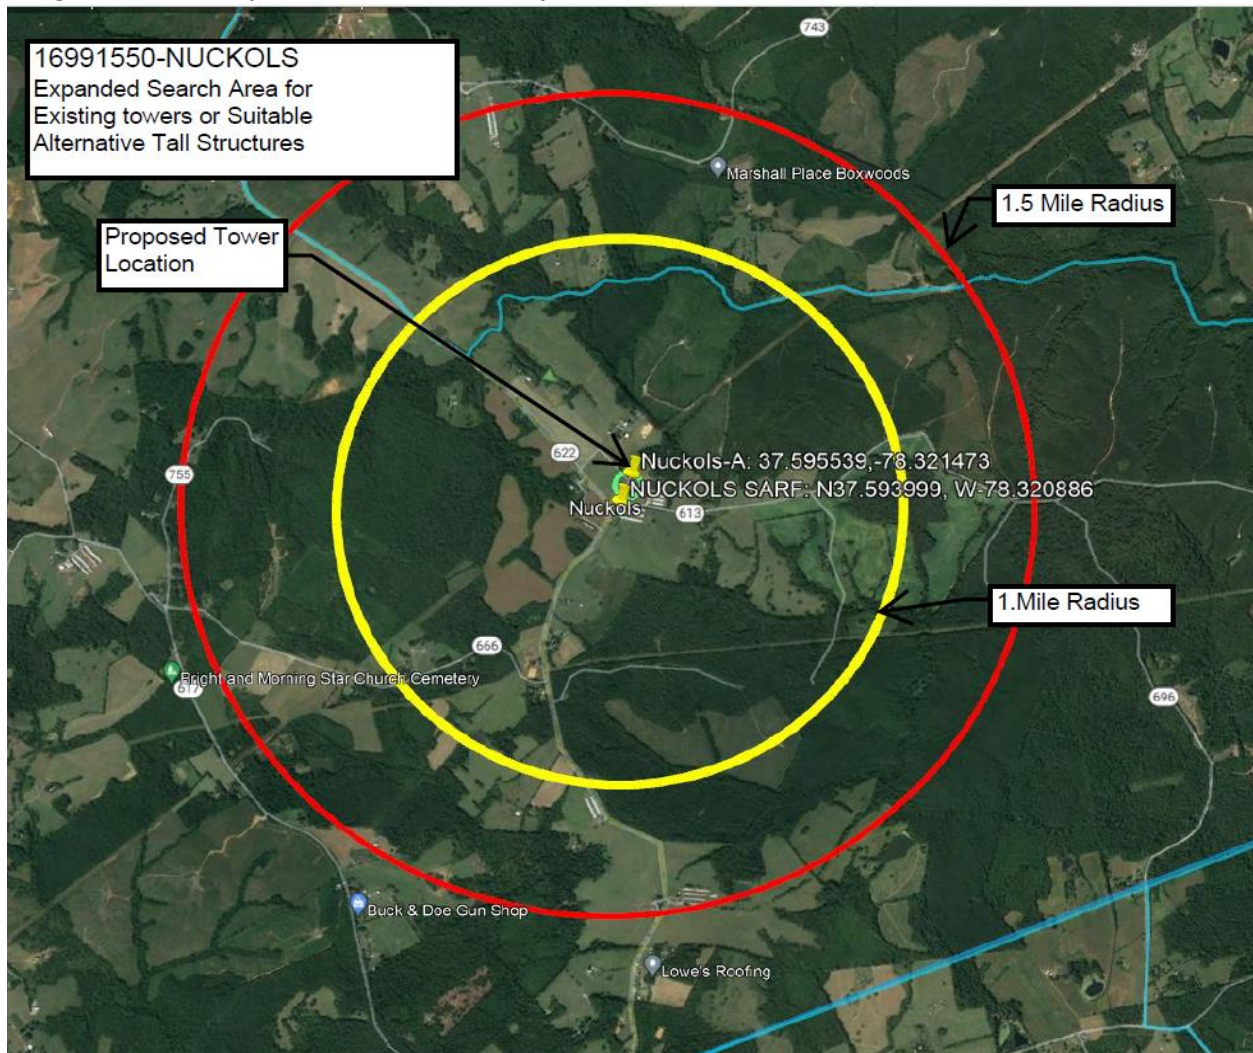 743
16991550-NUCKOLS
Expanded Search Area for
Existing towers or Suitable
Alternative Tall Structures
Marshall Place Boxwoods
1.5 Mile Radius
Proposed Tower
Location
622
Nuckols-A: 37.595539,-78.321473
755
NUCKOLS SARF: N37.593999, W-78.320886
Nuckols
613
1.Mile Radius
666
Bright and Morning Star Church Cemetery
617
696
Buck & Doe Gun Shop
Lowe's Roofing